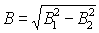 B = √(B₁² − B₂²)